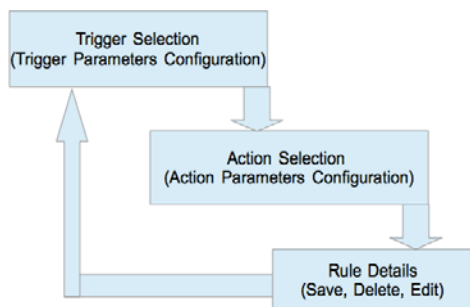 Trigger Selection
(Trigger Parameters Configuration)
Action Selection
(Action Parameters Configuration)
Rule Details
(Save, Delete, Edit)